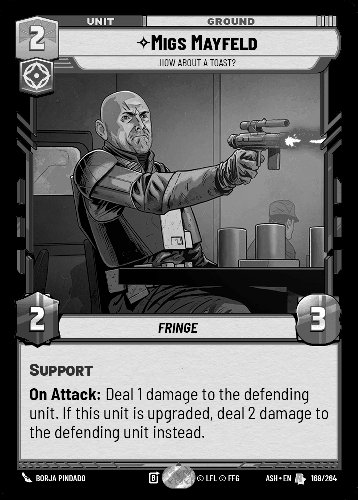 UNIT
GROUND
2
Migs Mayfeld
HOW ABOUT A TOAST?
2
3
FRINGE
SUPPORT
On Attack: Deal 1 damage to the defending
unit. If this unit is upgraded, deal 2 damage to
the defending unit instead.
BORJA PINDADO
© LFL © FFG
ASH • EN
168/264